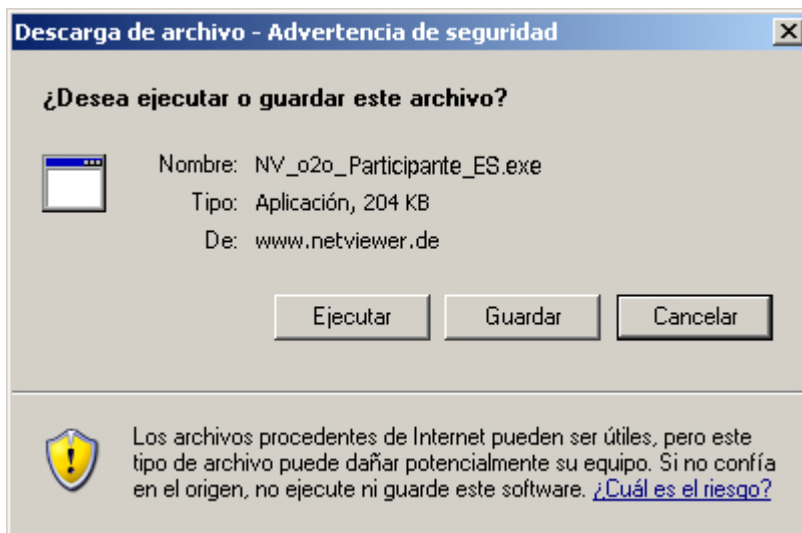 Descarga de archivo - Advertencia de seguridad
¿Desea ejecutar o guardar este archivo?
Nombre: NV_o2o_Participante_ES.exe
Tipo: Aplicación, 204 KB
De: www.netviewer.de
Ejecutar Guardar Cancelar
Los archivos procedentes de Internet pueden ser útiles, pero este
tipo de archivo puede dañar potencialmente su equipo. Si no confía
en el origen, no ejecute ni guarde este software. ¿Cuál es el riesgo?